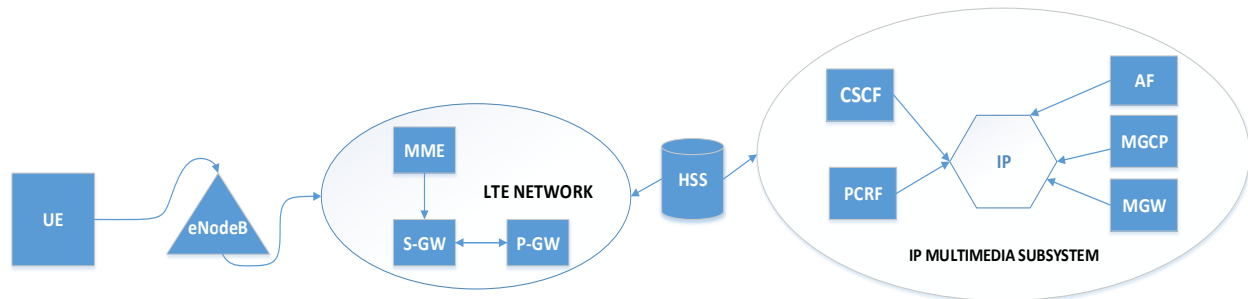 UE
eNodeB
MME
LTE NETWORK
S-GW
P-GW
HSS
CSCF
PCRF
IP
AF
MGCP
MGW
IP MULTIMEDIA SUBSYSTEM